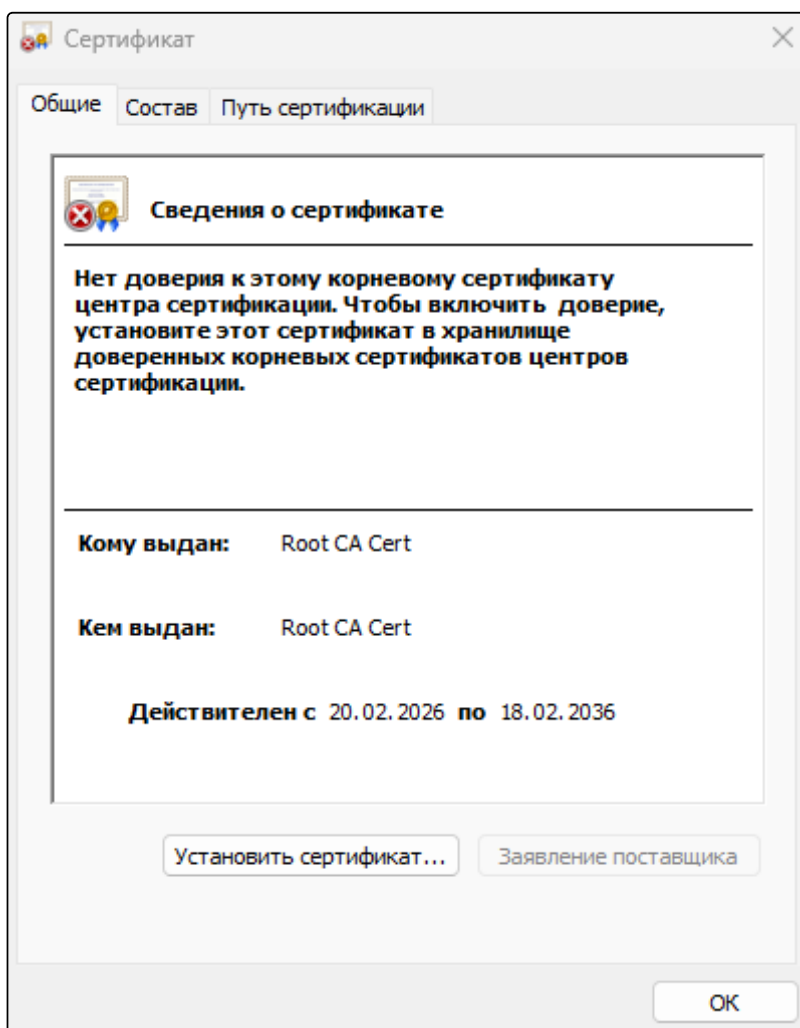 Сертификат
Общие Состав Путь сертификации
Сведения о сертификате
Нет доверия к этому корневому сертификату
центра сертификации. Чтобы включить доверие,
установите этот сертификат в хранилище
доверенных корневых сертификатов центров
сертификации.
Кому выдан: Root CA Cert
Кем выдан: Root CA Cert
Действителен с 20.02.2026 по 18.02.2036
Установить сертификат... Заявление поставщика
ОК